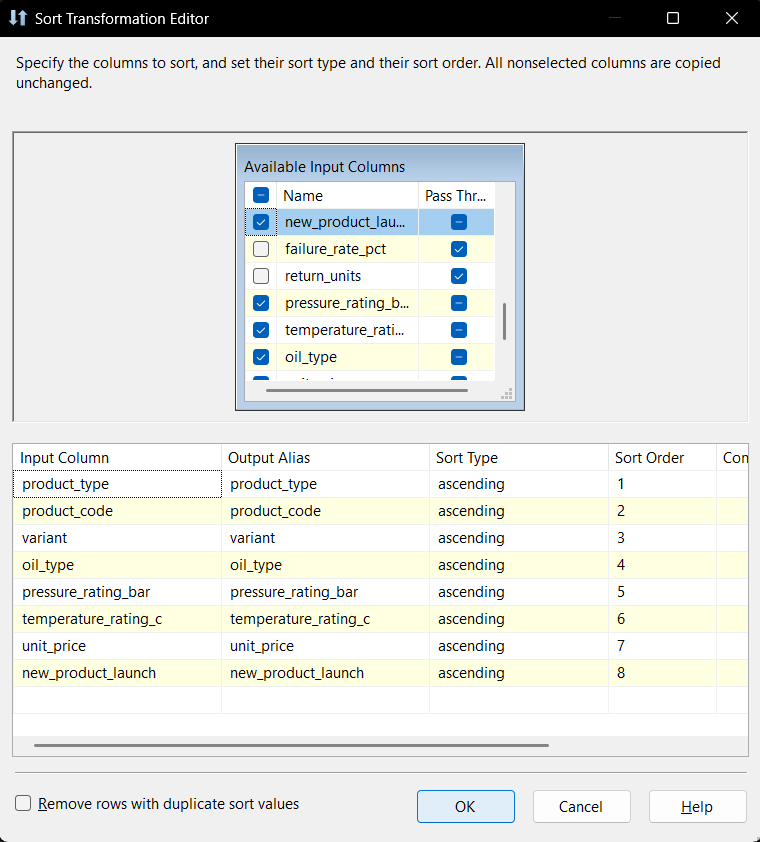 Sort Transformation Editor
Specify the columns to sort, and set their sort type and their sort order. All nonselected columns are copied
unchanged.
Available Input Columns
Name Pass Thr...
new_product_lau...
failure_rate_pct
return_units
pressure_rating_b...
temperature_rati...
oil_type
Input Column Output Alias Sort Type Sort Order Con
product_type product_type ascending 1
product_code product_code ascending 2
variant variant ascending 3
oil_type oil_type ascending 4
pressure_rating_bar pressure_rating_bar ascending 5
temperature_rating_c temperature_rating_c ascending 6
unit_price unit_price ascending 7
new_product_launch new_product_launch ascending 8
Remove rows with duplicate sort values
OK Cancel Help